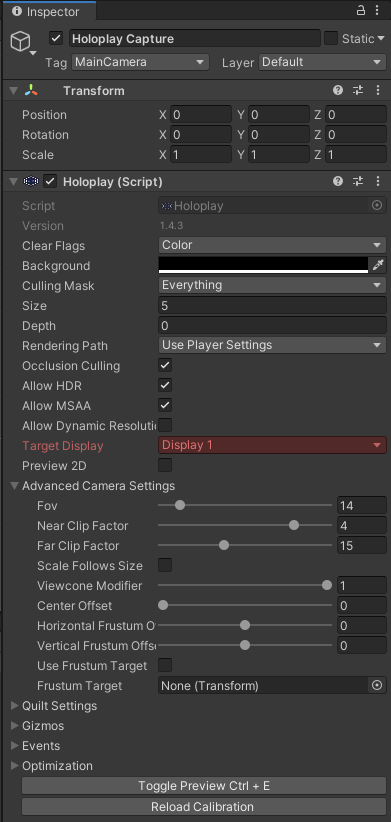 Inspector
Holoplay Capture Static
Tag MainCamera Layer Default
Transform
Position X 0 Y 0 Z 0
Rotation X 0 Y 0 Z 0
Scale X 1 Y 1 Z 1
Holoplay (Script)
Script Holoplay
Version 1.4.3
Clear Flags Color
Background
Culling Mask Everything
Size 5
Depth 0
Rendering Path Use Player Settings
Occlusion Culling
Allow HDR
Allow MSAA
Allow Dynamic Resolutio
Target Display Display 1
Preview 2D
Advanced Camera Settings
Fov 14
Near Clip Factor 4
Far Clip Factor 15
Scale Follows Size
Viewcone Modifier 1
Center Offset 0
Horizontal Frustum O 0
Vertical Frustum Offse 0
Use Frustum Target
Frustum Target None (Transform)
Quilt Settings
Gizmos
Events
Optimization
Toggle Preview Ctrl + E
Reload Calibration